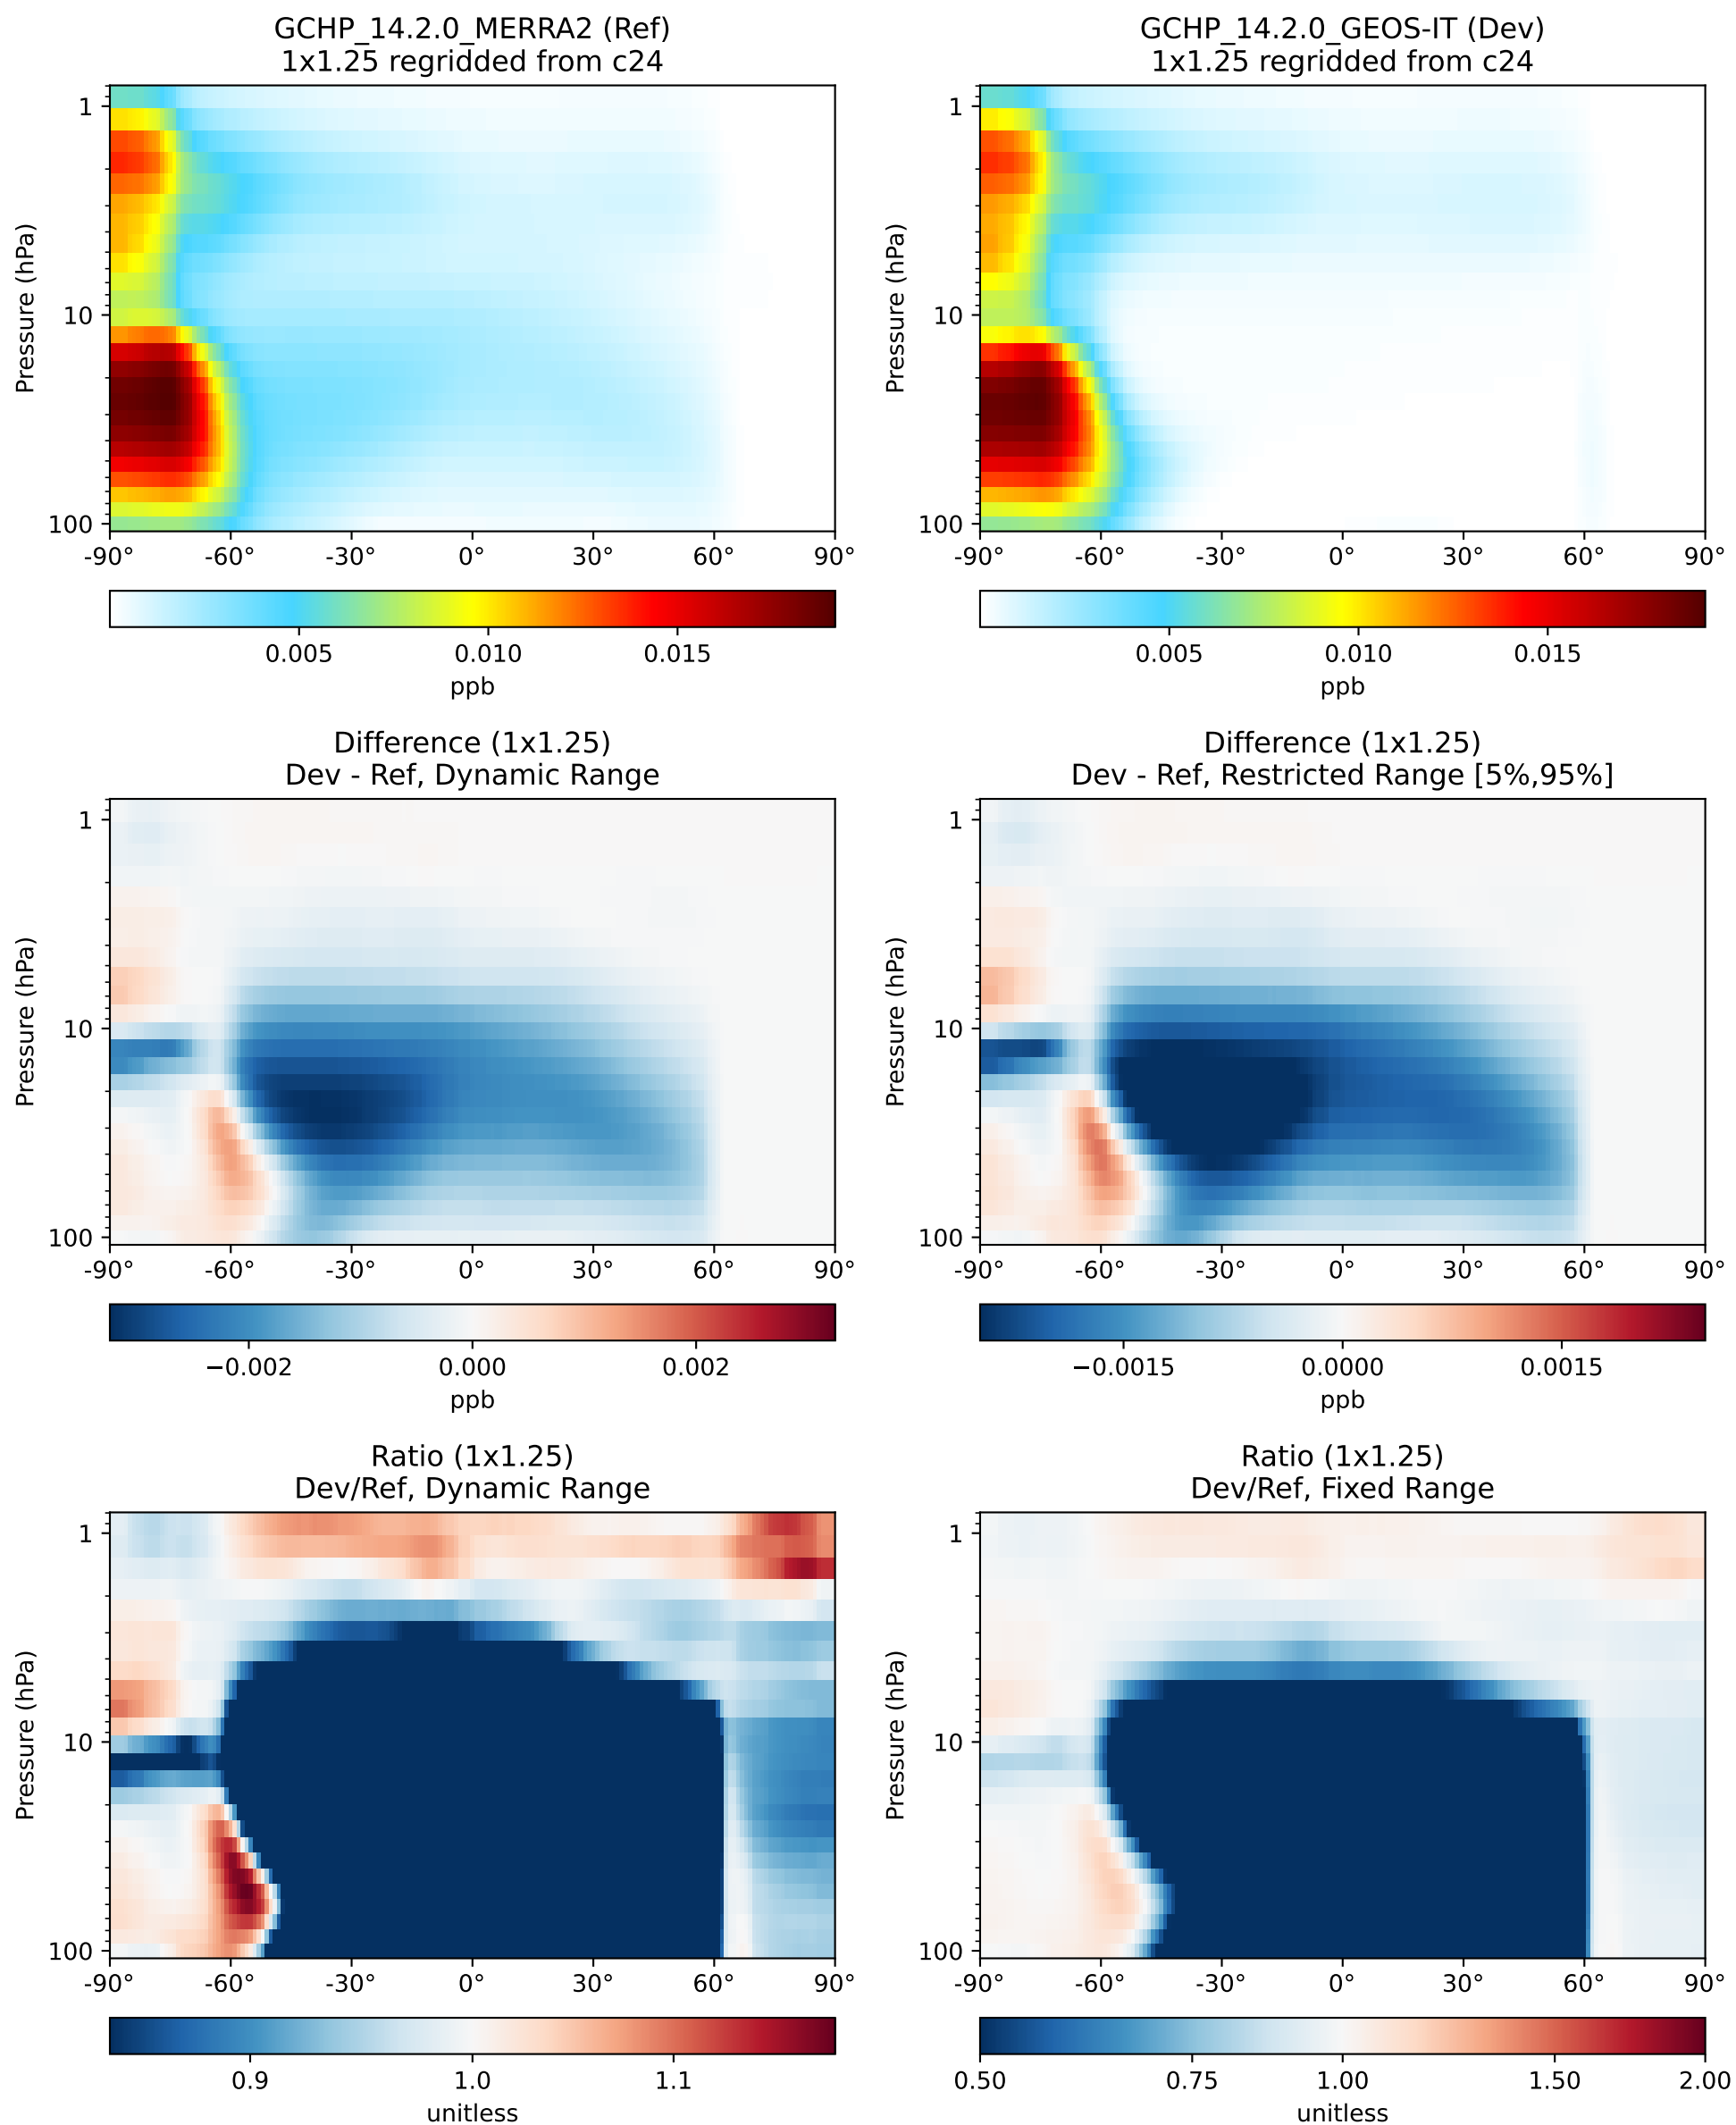 GCHP_14.2.0_MERRA2 (Ref)
1x1.25 regridded from c24
Pressure (hPa)
1
10
100
-90° -60° -30° 0° 30° 60° 90°
0.005 0.010 0.015
ppb
GCHP_14.2.0_GEOS-IT (Dev)
1x1.25 regridded from c24
Pressure (hPa)
1
10
100
-90° -60° -30° 0° 30° 60° 90°
0.005 0.010 0.015
ppb
Difference (1x1.25)
Dev - Ref, Dynamic Range
Pressure (hPa)
1
10
100
-90° -60° -30° 0° 30° 60° 90°
−0.002 0.000 0.002
ppb
Difference (1x1.25)
Dev - Ref, Restricted Range [5%,95%]
Pressure (hPa)
1
10
100
-90° -60° -30° 0° 30° 60° 90°
−0.0015 0.0000 0.0015
ppb
Ratio (1x1.25)
Dev/Ref, Dynamic Range
Pressure (hPa)
1
10
100
-90° -60° -30° 0° 30° 60° 90°
0.9 1.0 1.1
unitless
Ratio (1x1.25)
Dev/Ref, Fixed Range
Pressure (hPa)
1
10
100
-90° -60° -30° 0° 30° 60° 90°
0.50 0.75 1.00 1.50 2.00
unitless